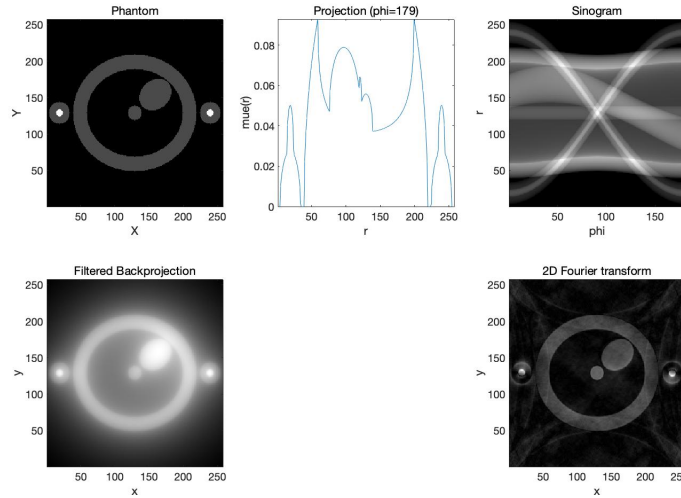 Phantom
250
200
150
100
50
Y
50 100 150 200 250
X
Projection (phi=179)
0.08
0.06
0.04
0.02
0
mue(r)
50 100 150 200 250
r
Sinogram
250
200
150
100
50
r
50 100 150
phi
Filtered Backprojection
250
200
150
100
50
y
50 100 150 200 250
x
2D Fourier transform
250
200
150
100
50
y
50 100 150 200 250
x